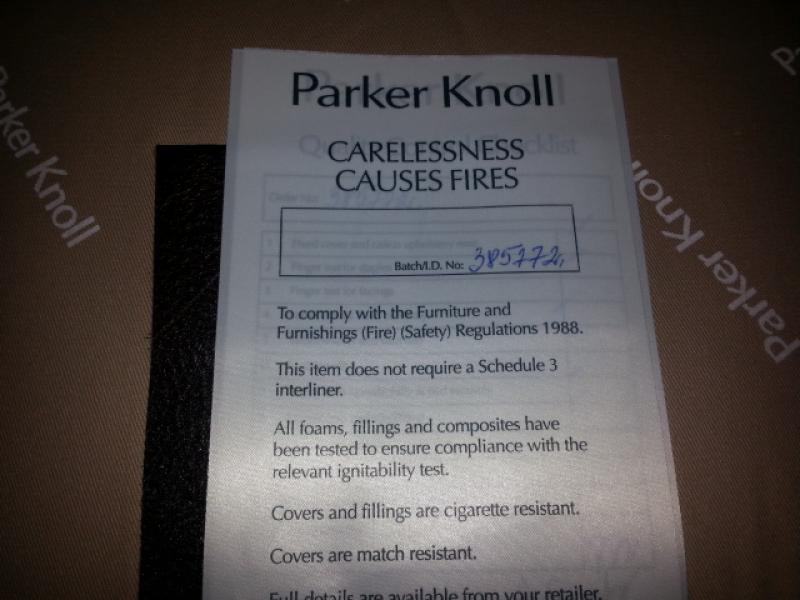 Parker Knoll
CARELESSNESS
CAUSES FIRES
Batch/I.D. No: 385772,
To comply with the Furniture and
Furnishings (Fire) (Safety) Regulations 1988.
This item does not require a Schedule 3
interliner.
All foams, fillings and composites have
been tested to ensure compliance with the
relevant ignitability test.
Covers and fillings are cigarette resistant.
Covers are match resistant.
Full details are available from your retailer.
Parker Knoll
Parker Knoll